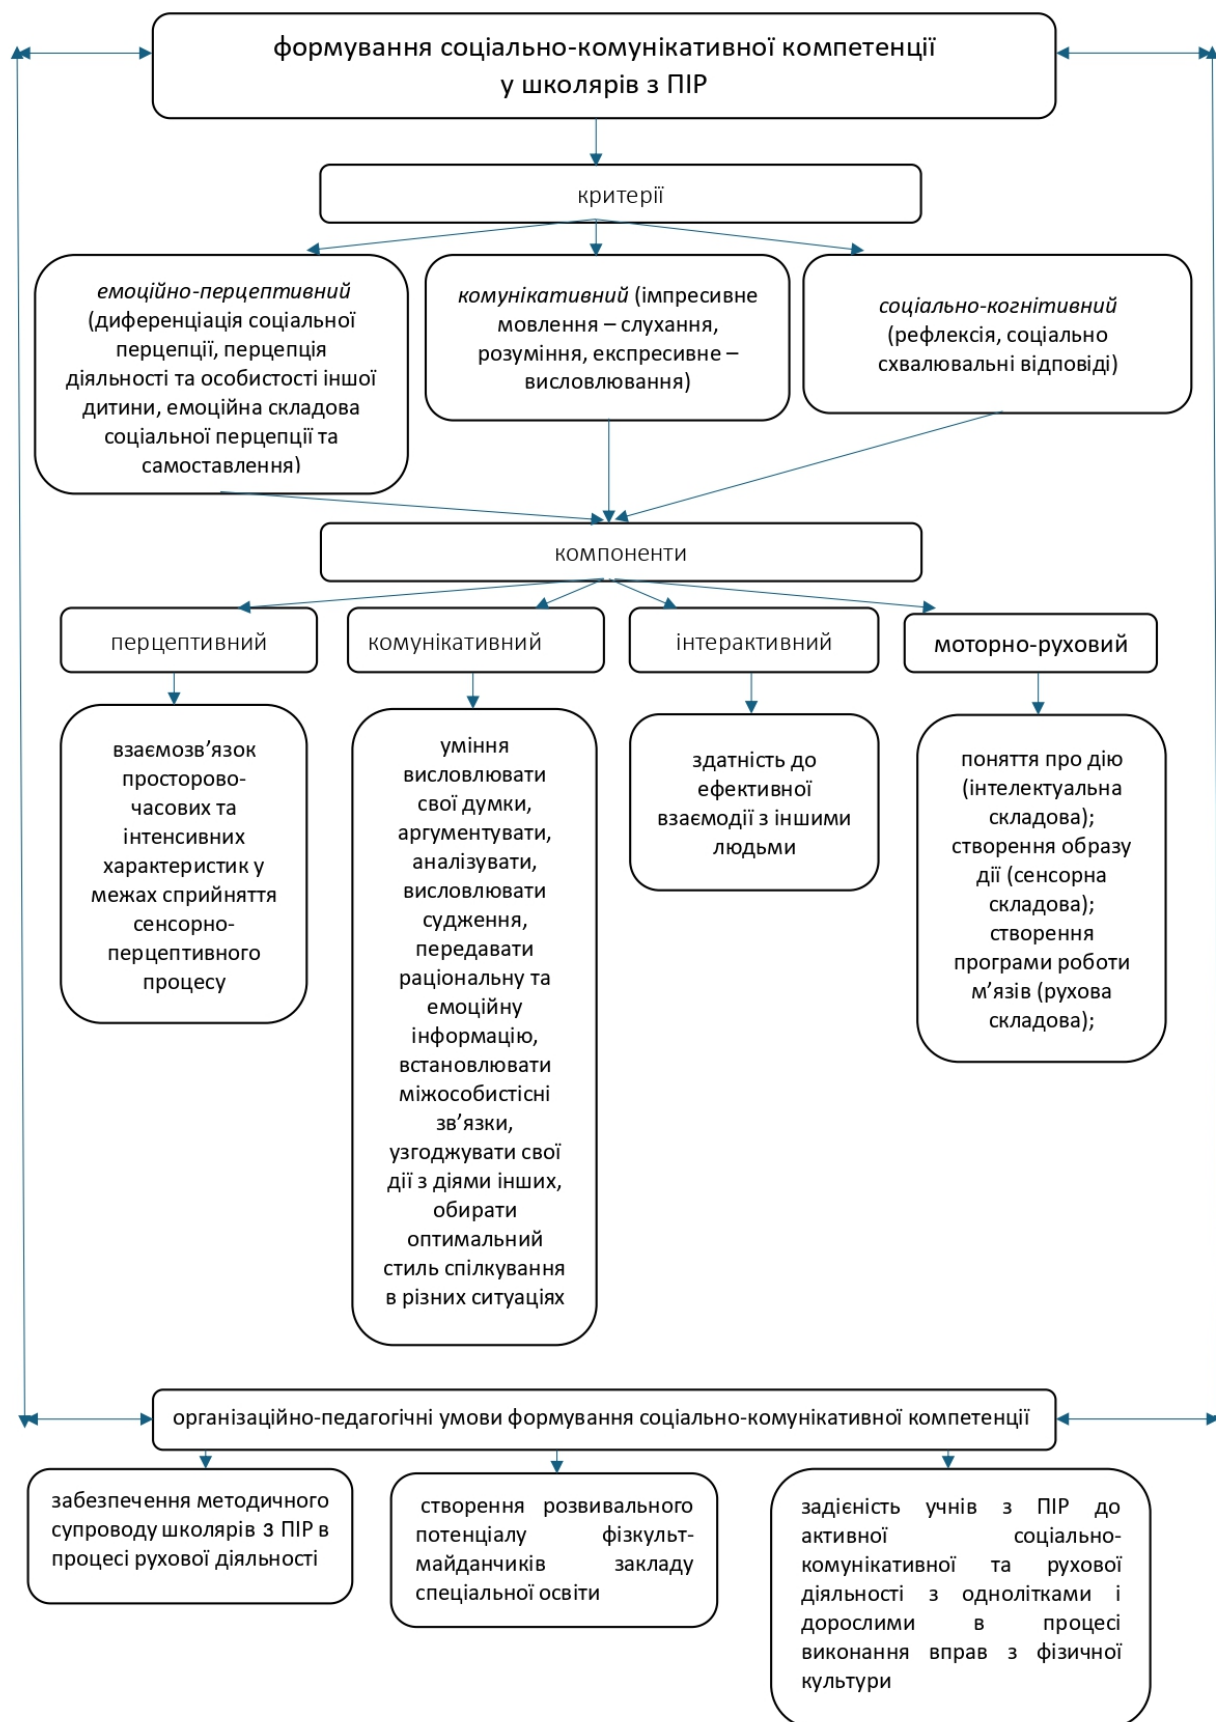 формування соціально-комунікативної компетенції
у школярів з ПІР
критерії
емоційно-перцептивний
(диференціація соціальної
перцепції, перцепція
діяльності та особистості іншої
дитини, емоційна складова
соціальної перцепції та
самоставлення)
комунікативний (імпресивне
мовлення – слухання,
розуміння, експресивне –
висловлювання)
соціально-когнітивний
(рефлексія, соціально
схвалювальні відповіді)
компоненти
перцептивний
комунікативний
інтерактивний
моторно-руховий
взаємозв’язок
просторово-
часових та
інтенсивних
характеристик у
межах сприйняття
сенсорно-
перцептивного
процесу
уміння
висловлювати
свої думки,
аргументувати,
аналізувати,
висловлювати
судження,
передавати
раціональну та
емоційну
інформацію,
встановлювати
міжособистісні
зв’язки,
узгоджувати свої
дії з діями інших,
обирати
оптимальний
стиль спілкування
в різних ситуаціях
здатність до
ефективної
взаємодії з іншими
людьми
поняття про дію
(інтелектуальна
складова);
створення образу
дії (сенсорна
складова);
створення
програми роботи
м’язів (рухова
складова);
організаційно-педагогічні умови формування соціально-комунікативної компетенції
забезпечення методичного
супроводу школярів з ПІР в
процесі рухової діяльності
створення розвивального
потенціалу фізкульт-
майданчиків закладу
спеціальної освіти
задієність учнів з ПІР до
активної соціально-
комунікативної та рухової
діяльності з однолітками і
дорослими в процесі
виконання вправ з фізичної
культури